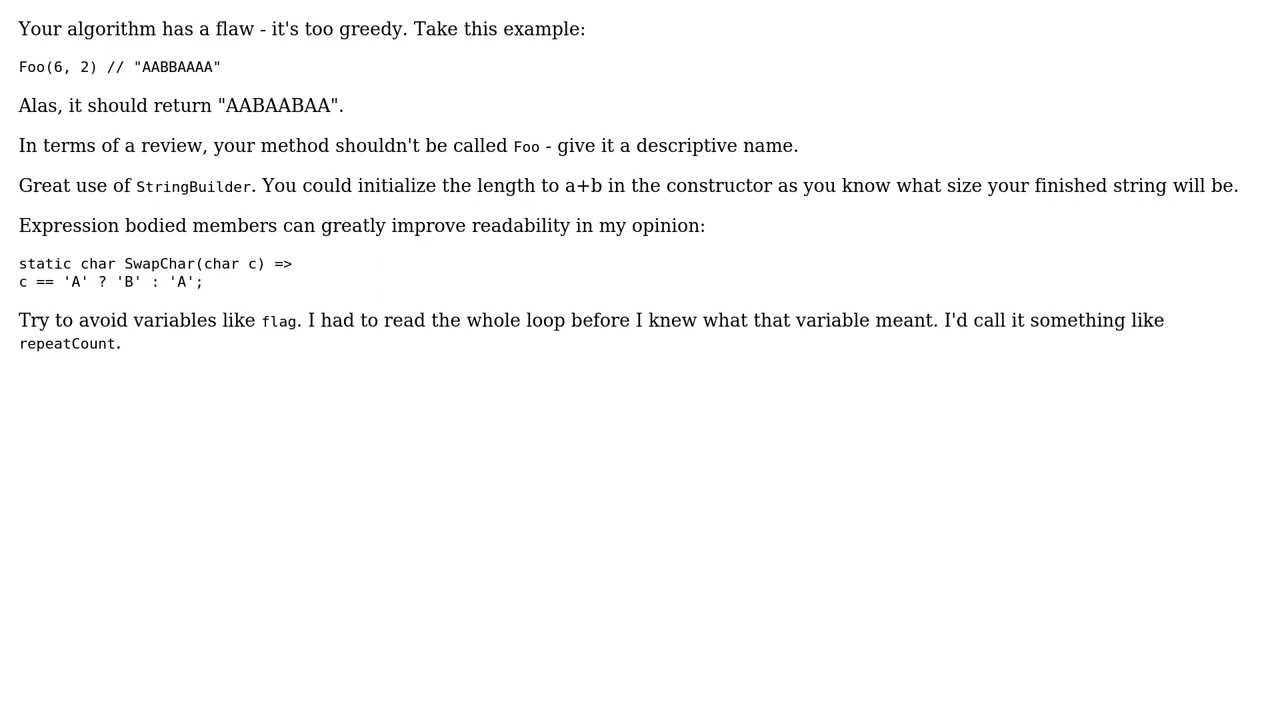 Your algorithm has a flaw - it's too greedy. Take this example:
Foo(6, 2) // "AABBAAAA"
Alas, it should return "AABAABAA".
In terms of a review, your method shouldn't be called Foo - give it a descriptive name.
Great use of StringBuilder. You could initialize the length to a+b in the constructor as you know what size your finished string will be.
Expression bodied members can greatly improve readability in my opinion:
static char SwapChar(char c) =>
c == 'A' ? 'B' : 'A';
Try to avoid variables like flag. I had to read the whole loop before I knew what that variable meant. I'd call it something like
repeatCount.